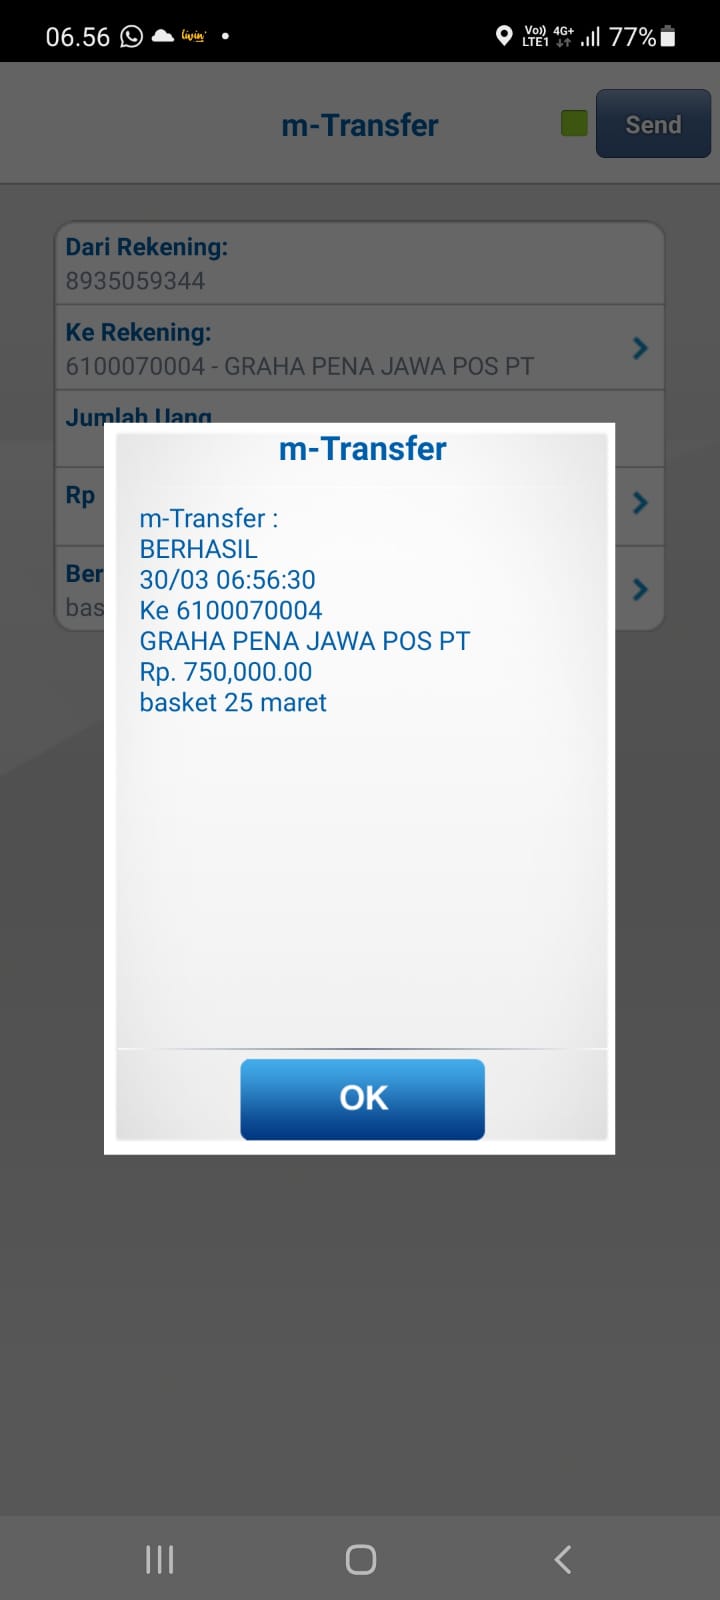 06.56 livin'
Vo)) 4G+
LTE1 77%
m-Transfer
Send
Dari Rekening:
8935059344
Ke Rekening:
6100070004 - GRAHA PENA JAWA POS PT
Jumlah Uang
Rp
Ber
bas
m-Transfer
m-Transfer :
BERHASIL
30/03 06:56:30
Ke 6100070004
GRAHA PENA JAWA POS PT
Rp. 750,000.00
basket 25 maret
OK